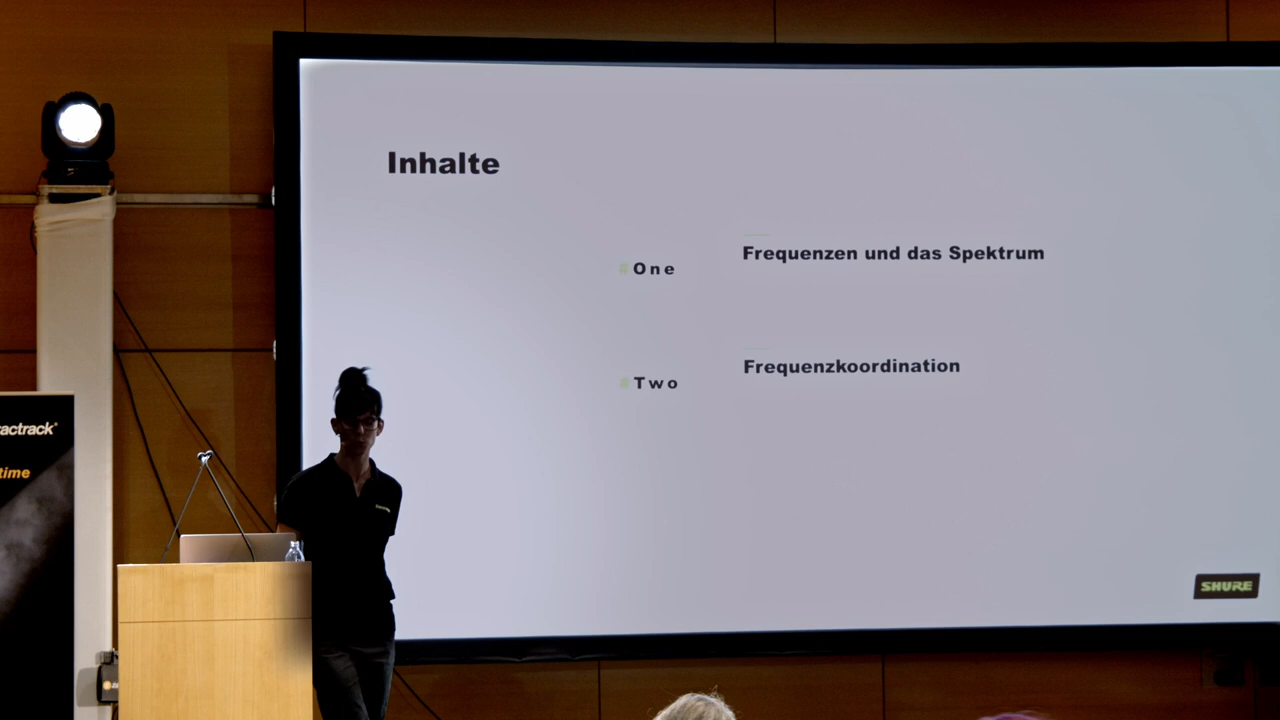 Inhalte
#One
Frequenzen und das Spektrum
#Two
Frequenzkoordination
SHURE
actrack
time